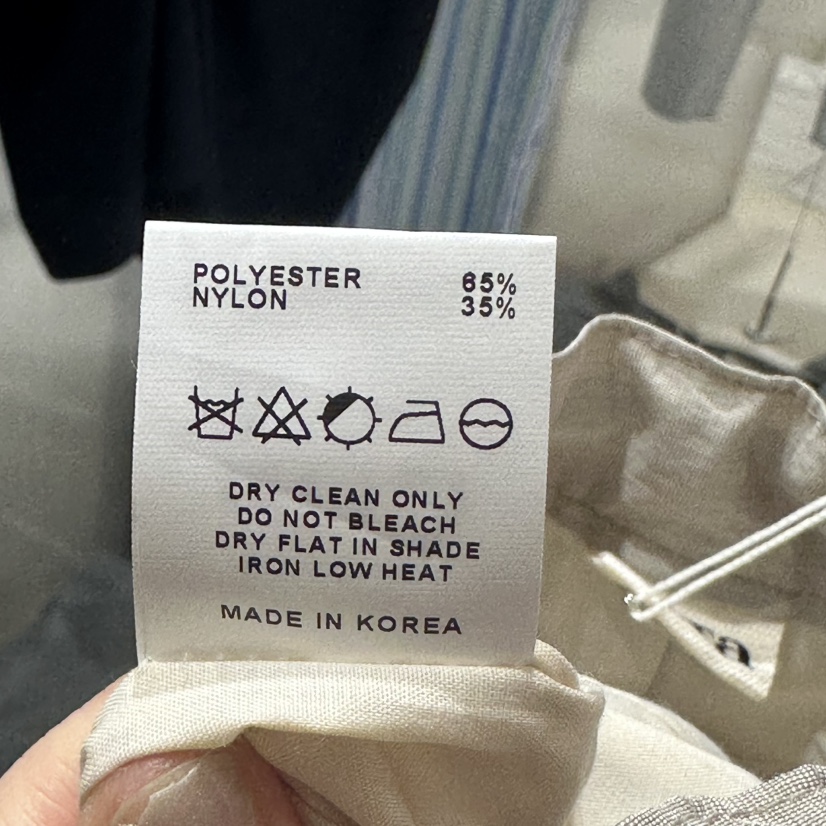 POLYESTER 65%
NYLON 35%
DRY CLEAN ONLY
DO NOT BLEACH
DRY FLAT IN SHADE
IRON LOW HEAT
MADE IN KOREA